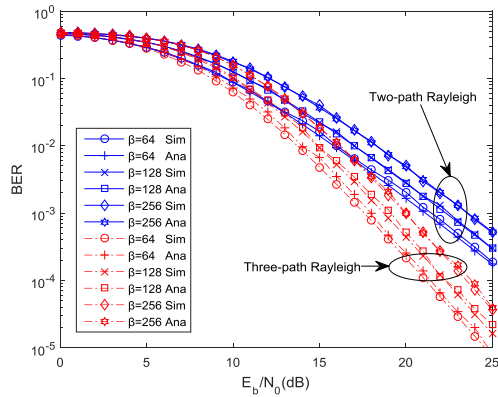 10^0
10^-1
10^-2
10^-3
10^-4
10^-5
BER
Two-path Rayleigh
Three-path Rayleigh
β=64 Sim
β=64 Ana
β=128 Sim
β=128 Ana
β=256 Sim
β=256 Ana
β=64 Sim
β=64 Ana
β=128 Sim
β=128 Ana
β=256 Sim
β=256 Ana
0 5 10 15 20 25
E_b/N_0(dB)